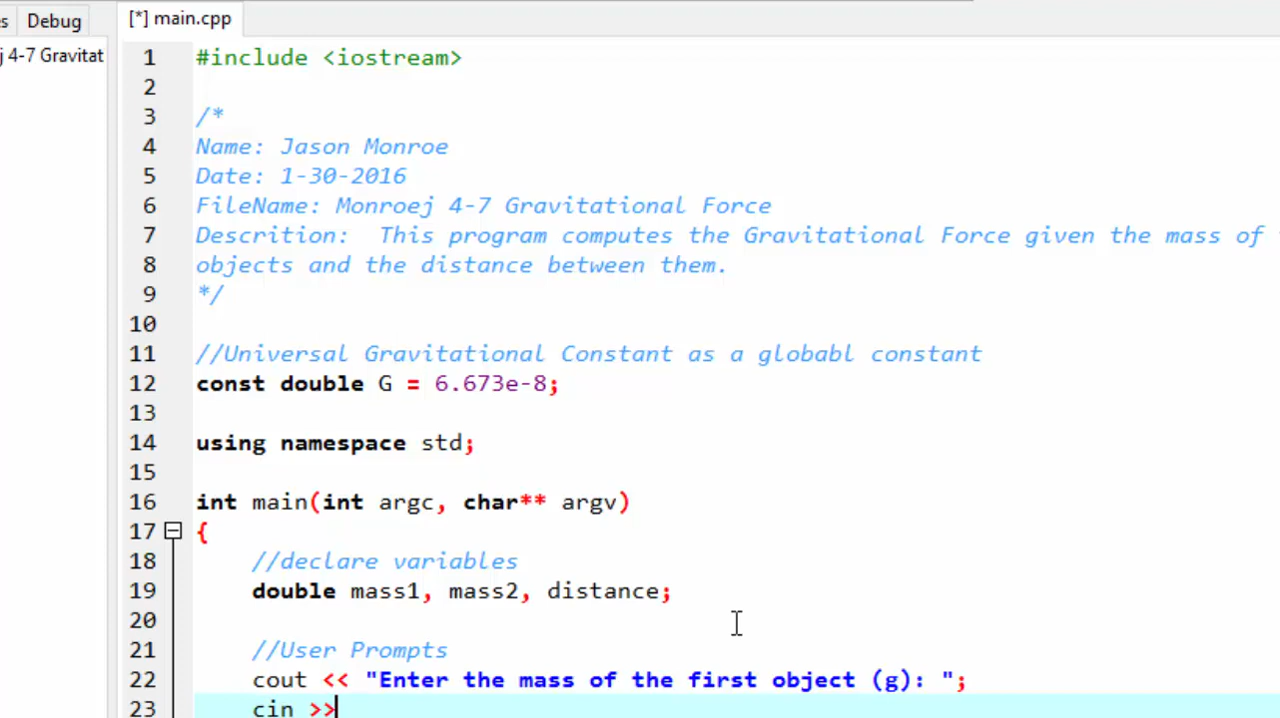 s Debug [*] main.cpp
j 4-7 Gravitat
1 #include <iostream>
2
3 /*
4 Name: Jason Monroe
5 Date: 1-30-2016
6 FileName: Monroej 4-7 Gravitational Force
7 Descrition:  This program computes the Gravitational Force given the mass of
8 objects and the distance between them.
9 */
10
11 //Universal Gravitational Constant as a globabl constant
12 const double G = 6.673e-8;
13
14 using namespace std;
15
16 int main(int argc, char** argv)
17 {
18 //declare variables
19 double mass1, mass2, distance;
20
21 //User Prompts
22 cout << "Enter the mass of the first object (g): ";
23 cin >>